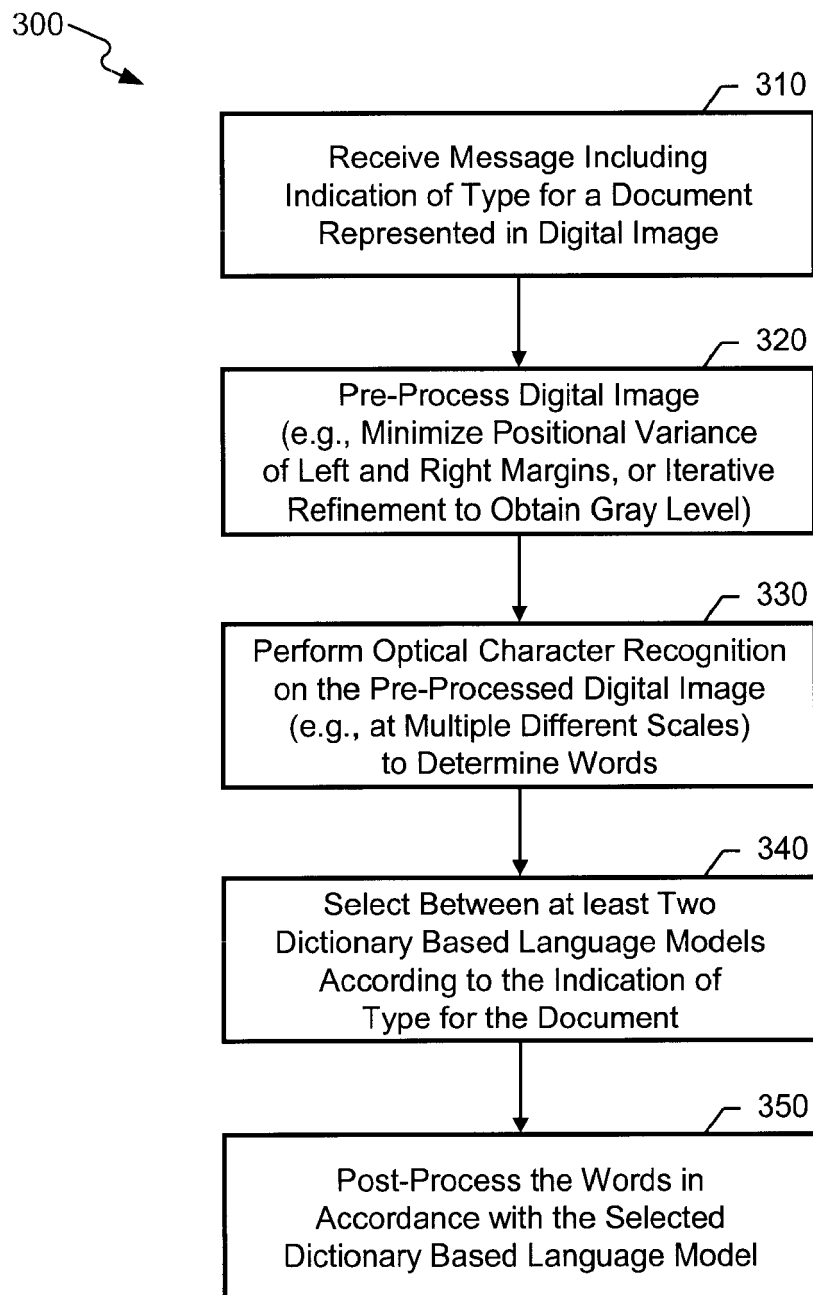 300
310
Receive Message Including
Indication of Type for a Document
Represented in Digital Image
320
Pre-Process Digital Image
(e.g., Minimize Positional Variance
of Left and Right Margins, or Iterative
Refinement to Obtain Gray Level)
330
Perform Optical Character Recognition
on the Pre-Processed Digital Image
(e.g., at Multiple Different Scales)
to Determine Words
340
Select Between at least Two
Dictionary Based Language Models
According to the Indication of
Type for the Document
350
Post-Process the Words in
Accordance with the Selected
Dictionary Based Language Model